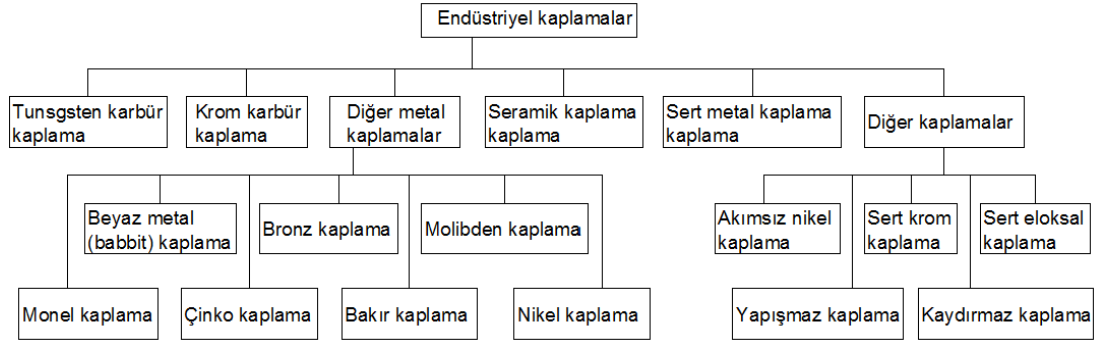 Endüstriyel kaplamalar
Tunsgsten karbür
kaplama
Krom karbür
kaplama
Diğer metal
kaplamalar
Seramik kaplama
kaplama
Sert metal kaplama
kaplama
Diğer kaplamalar
Beyaz metal
(babbit) kaplama
Bronz kaplama
Molibden kaplama
Akımsız nikel
kaplama
Sert krom
kaplama
Sert eloksal
kaplama
Monel kaplama
Çinko kaplama
Bakır kaplama
Nikel kaplama
Yapışmaz kaplama
Kaydırmaz kaplama